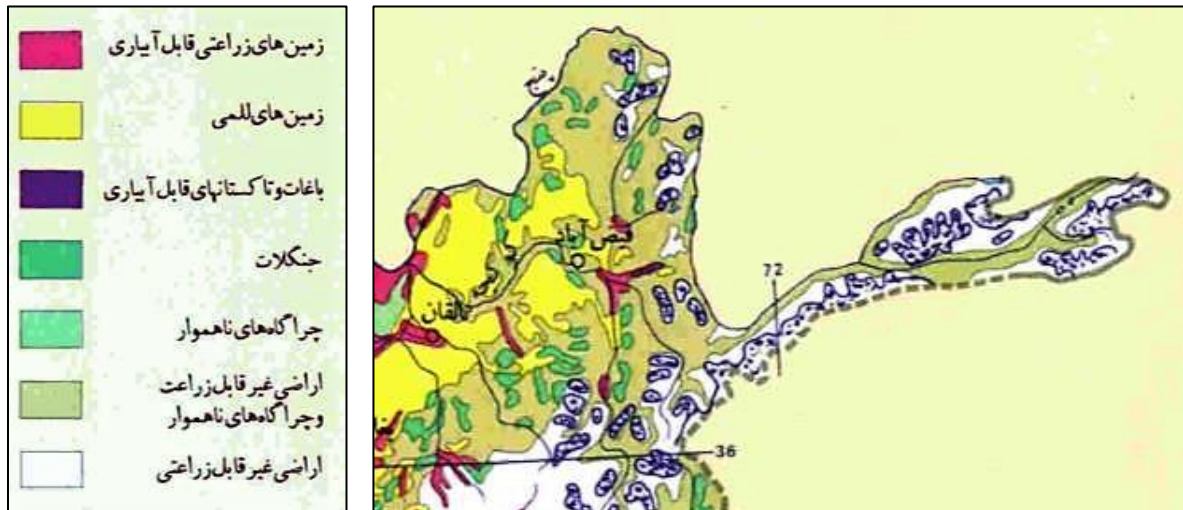 زمین‌های زراعتی قابل آبیاری
زمین‌های للمی
باغات و تاکستانهای قابل آبیاری
جنگلات
چراگاه‌های ناهموار
اراضی غیر قابل زراعت
و چراگاه‌های ناهموار
اراضی غیر قابل زراعتی
فیض آباد
72
تالقان
36